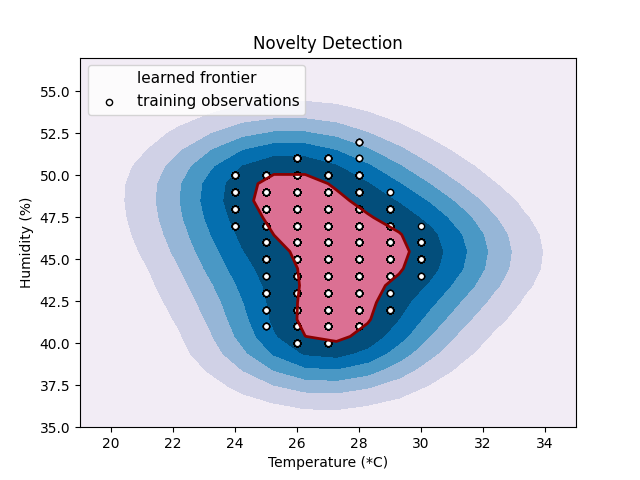 Novelty Detection
learned frontier
training observations
55.0
52.5
50.0
47.5
45.0
42.5
40.0
37.5
35.0
Humidity (%)
20 22 24 26 28 30 32 34
Temperature (*C)